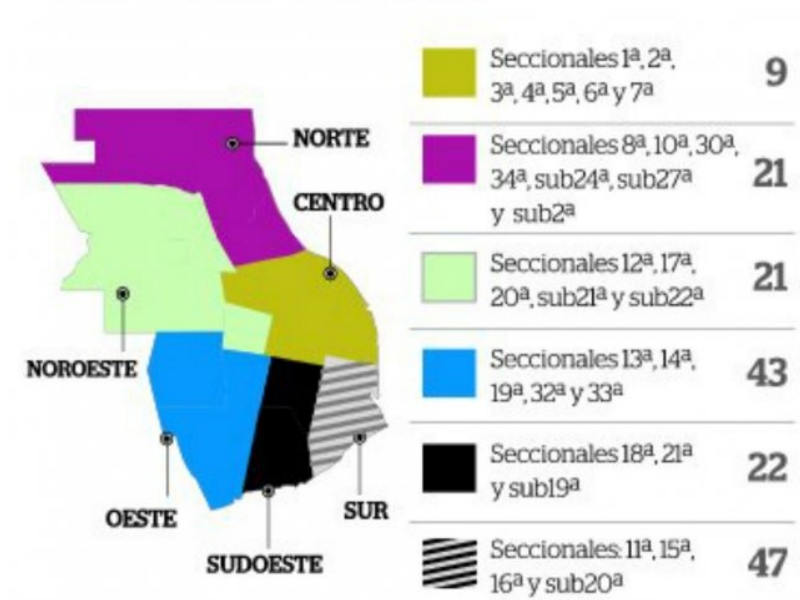 NORTE
CENTRO
NOROESTE
OESTE
SUR
SUDOESTE
Seccionales 1ª, 2ª,
3ª, 4ª, 5ª, 6ª y 7ª
9
Seccionales 8ª, 10ª, 30ª,
34ª, sub24ª, sub27ª
y sub2ª
21
Seccionales 12ª, 17ª,
20ª, sub21ª y sub22ª
21
Seccionales 13ª, 14ª,
19ª, 32ª y 33ª
43
Seccionales 18ª, 21ª
y sub19ª
22
Seccionales: 11ª, 15ª,
16ª y sub20ª
47